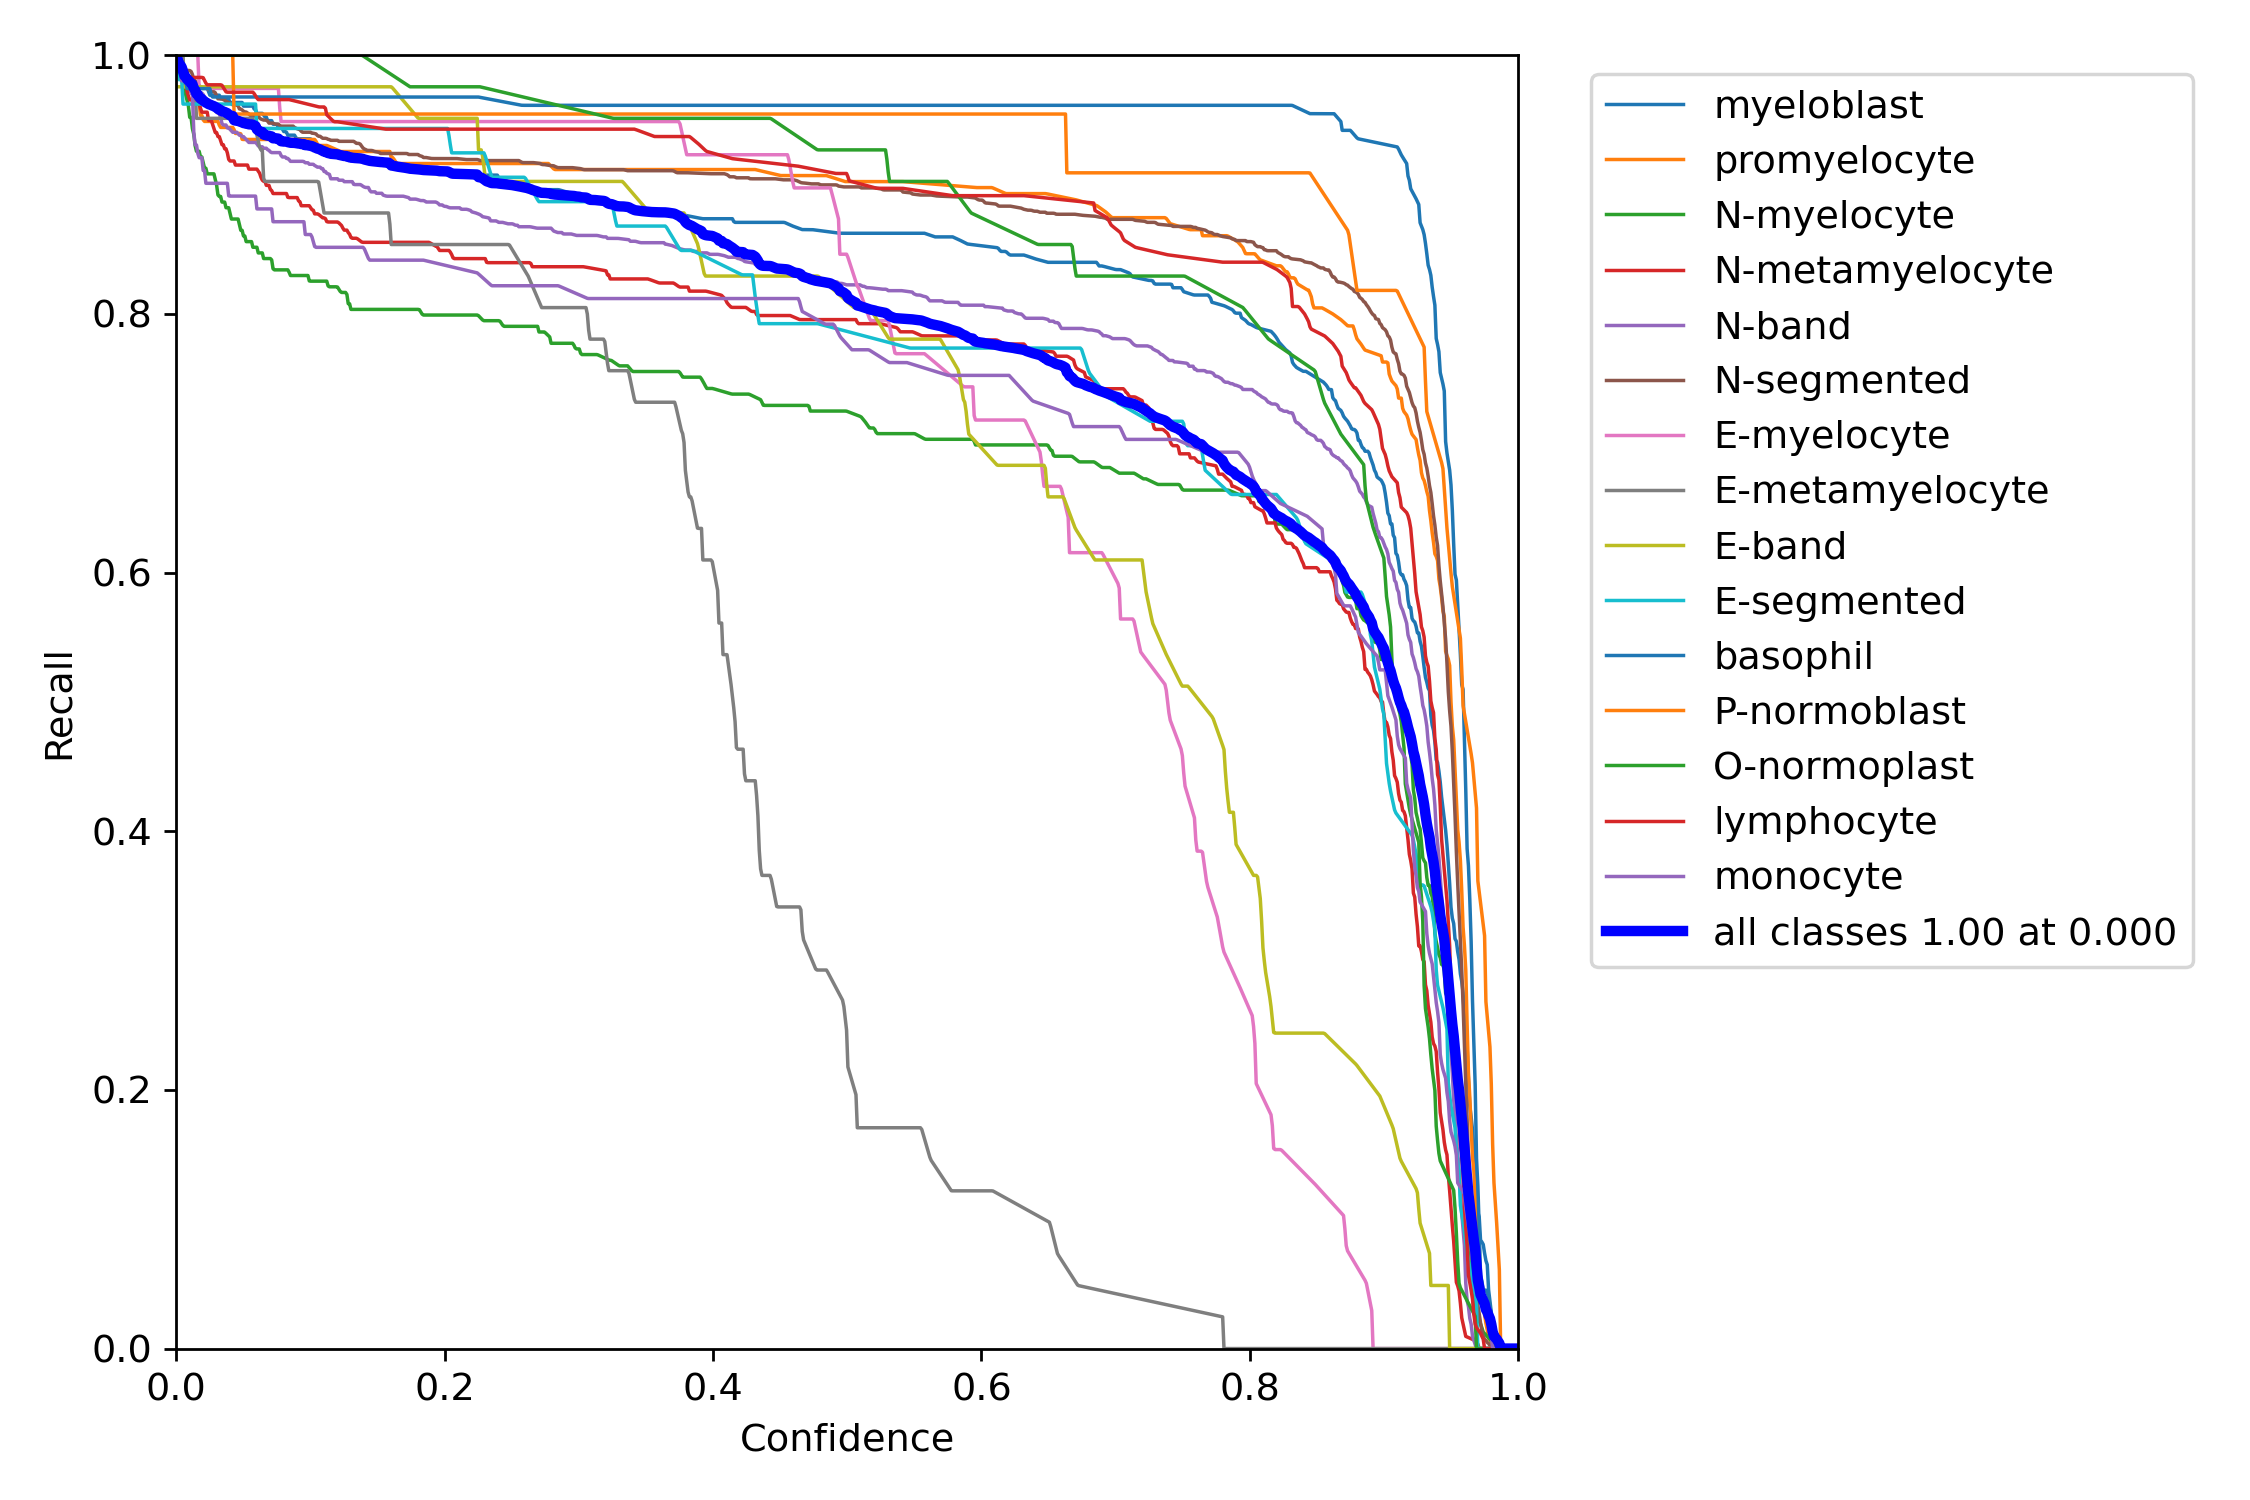 1.0
0.8
0.6
0.4
0.2
0.0
Recall
0.0 0.2 0.4 0.6 0.8 1.0
Confidence
myeloblast
promyelocyte
N-myelocyte
N-metamyelocyte
N-band
N-segmented
E-myelocyte
E-metamyelocyte
E-band
E-segmented
basophil
P-normoblast
O-normoplast
lymphocyte
monocyte
all classes 1.00 at 0.000